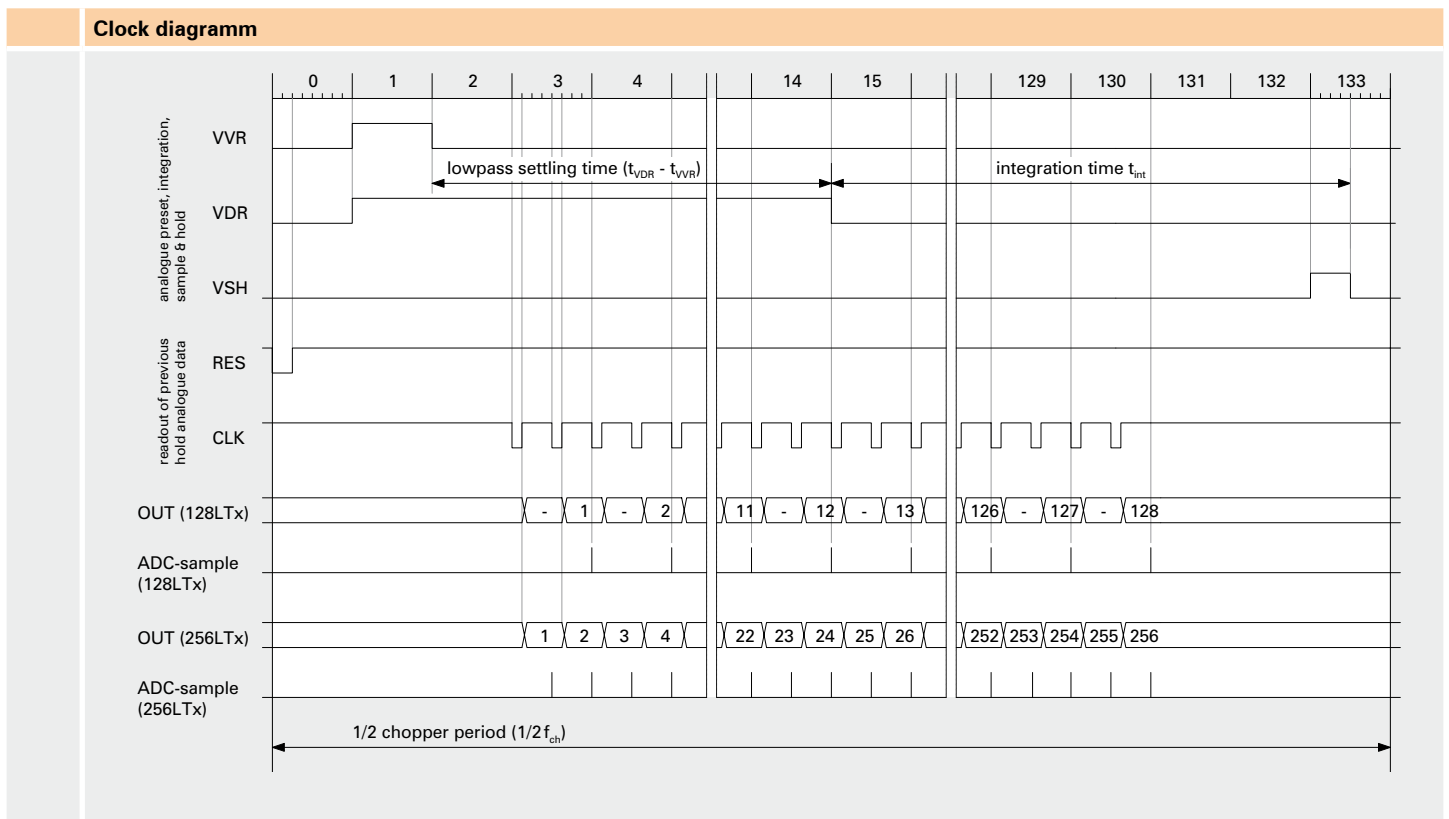 Clock diagramm
0 1 2 3 4 14 15 129 130 131 132 133
analogue preset, integration,
sample & hold
VVR
lowpass settling time (tVDR - tVVR)
integration time tint
VDR
VSH
readout of previous
hold analogue data
RES
CLK
OUT (128LTx)
- 1 - 2 11 - 12 - 13 126 - 127 - 128
ADC-sample
(128LTx)
OUT (256LTx)
1 2 3 4 22 23 24 25 26 252 253 254 255 256
ADC-sample
(256LTx)
1/2 chopper period (1/2fch)